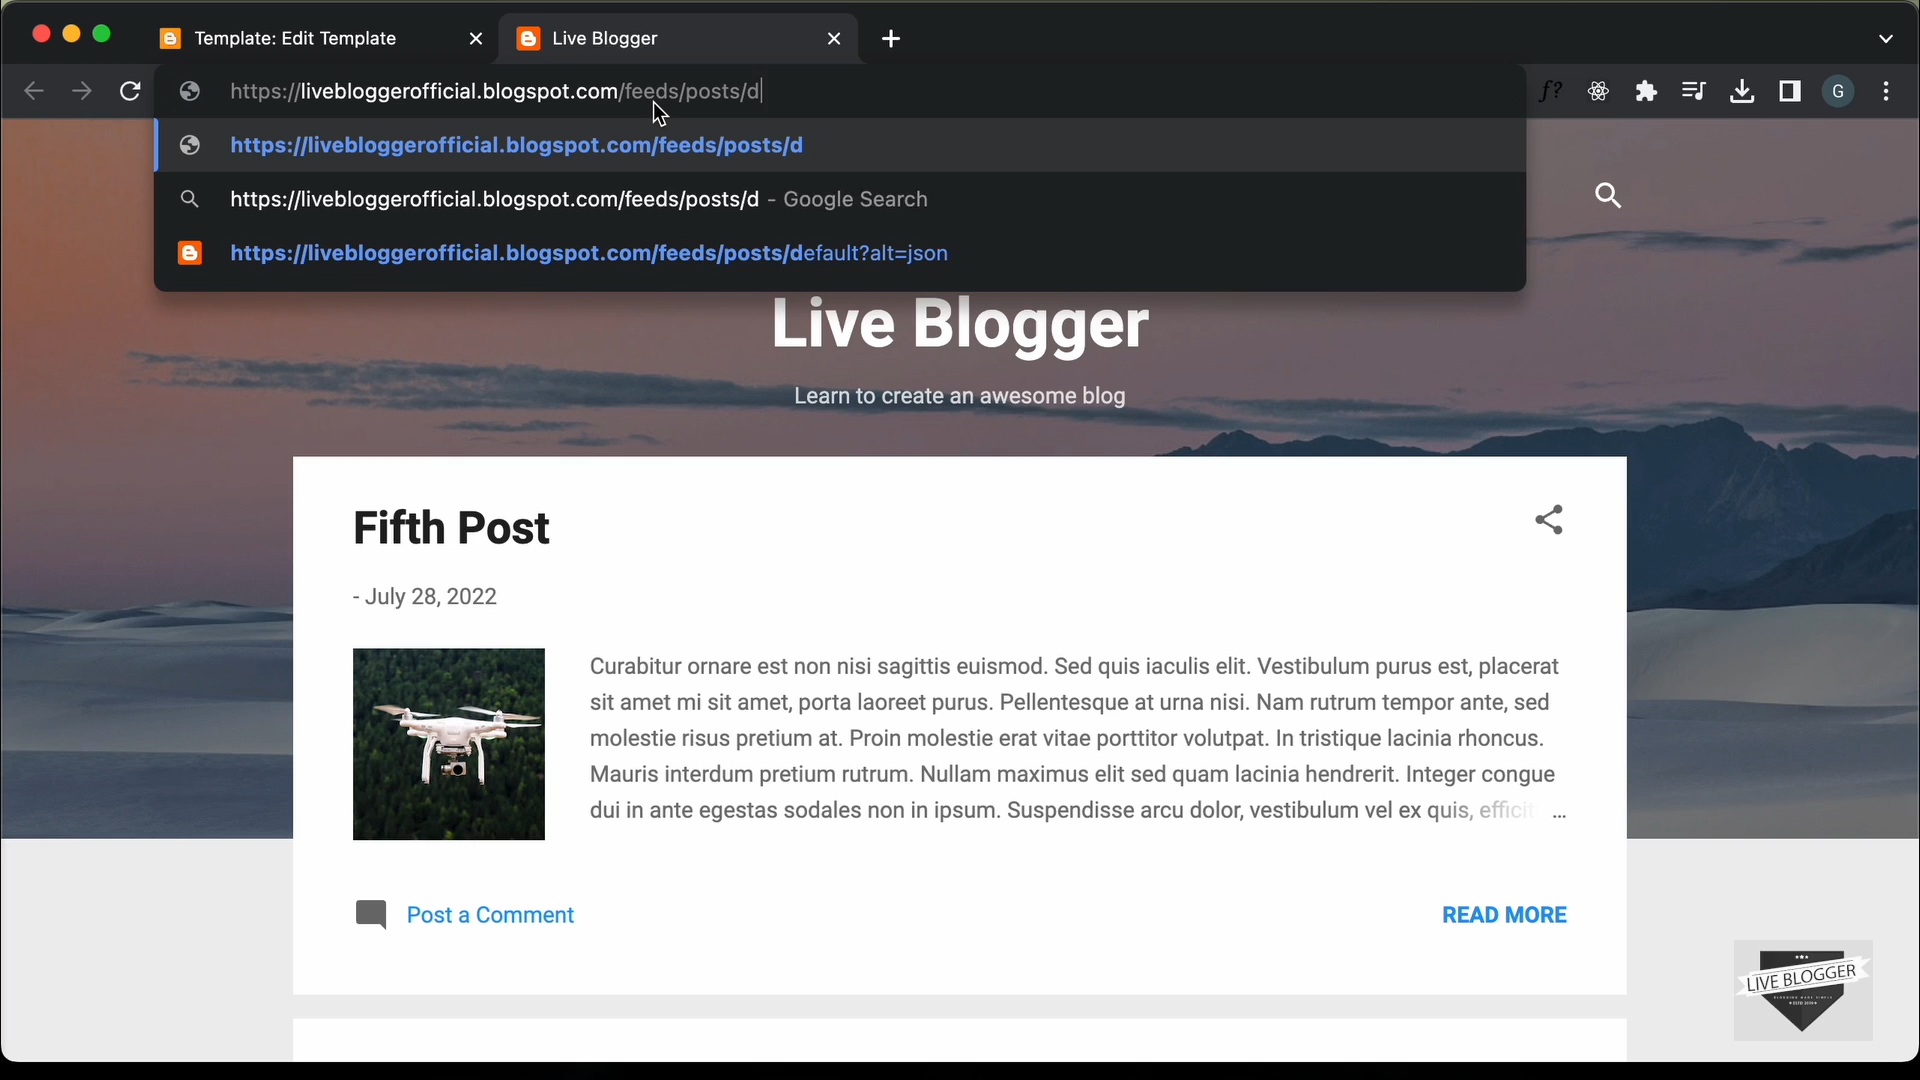 Template: Edit Template
Live Blogger
https://livebloggerofficial.blogspot.com/feeds/posts/d
f?
G
https://livebloggerofficial.blogspot.com/feeds/posts/d
https://livebloggerofficial.blogspot.com/feeds/posts/d - Google Search
https://livebloggerofficial.blogspot.com/feeds/posts/default?alt=json
Live Blogger
Learn to create an awesome blog
Fifth Post
- July 28, 2022
Curabitur ornare est non nisi sagittis euismod. Sed quis iaculis elit. Vestibulum purus est, placerat
sit amet mi sit amet, porta laoreet purus. Pellentesque at urna nisi. Nam rutrum tempor ante, sed
molestie risus pretium at. Proin molestie erat vitae porttitor volutpat. In tristique lacinia rhoncus.
Mauris interdum pretium rutrum. Nullam maximus elit sed quam lacinia hendrerit. Integer congue
dui in ante egestas sodales non in ipsum. Suspendisse arcu dolor, vestibulum vel ex quis, efficit ...
Post a Comment
READ MORE
LIVE BLOGGER